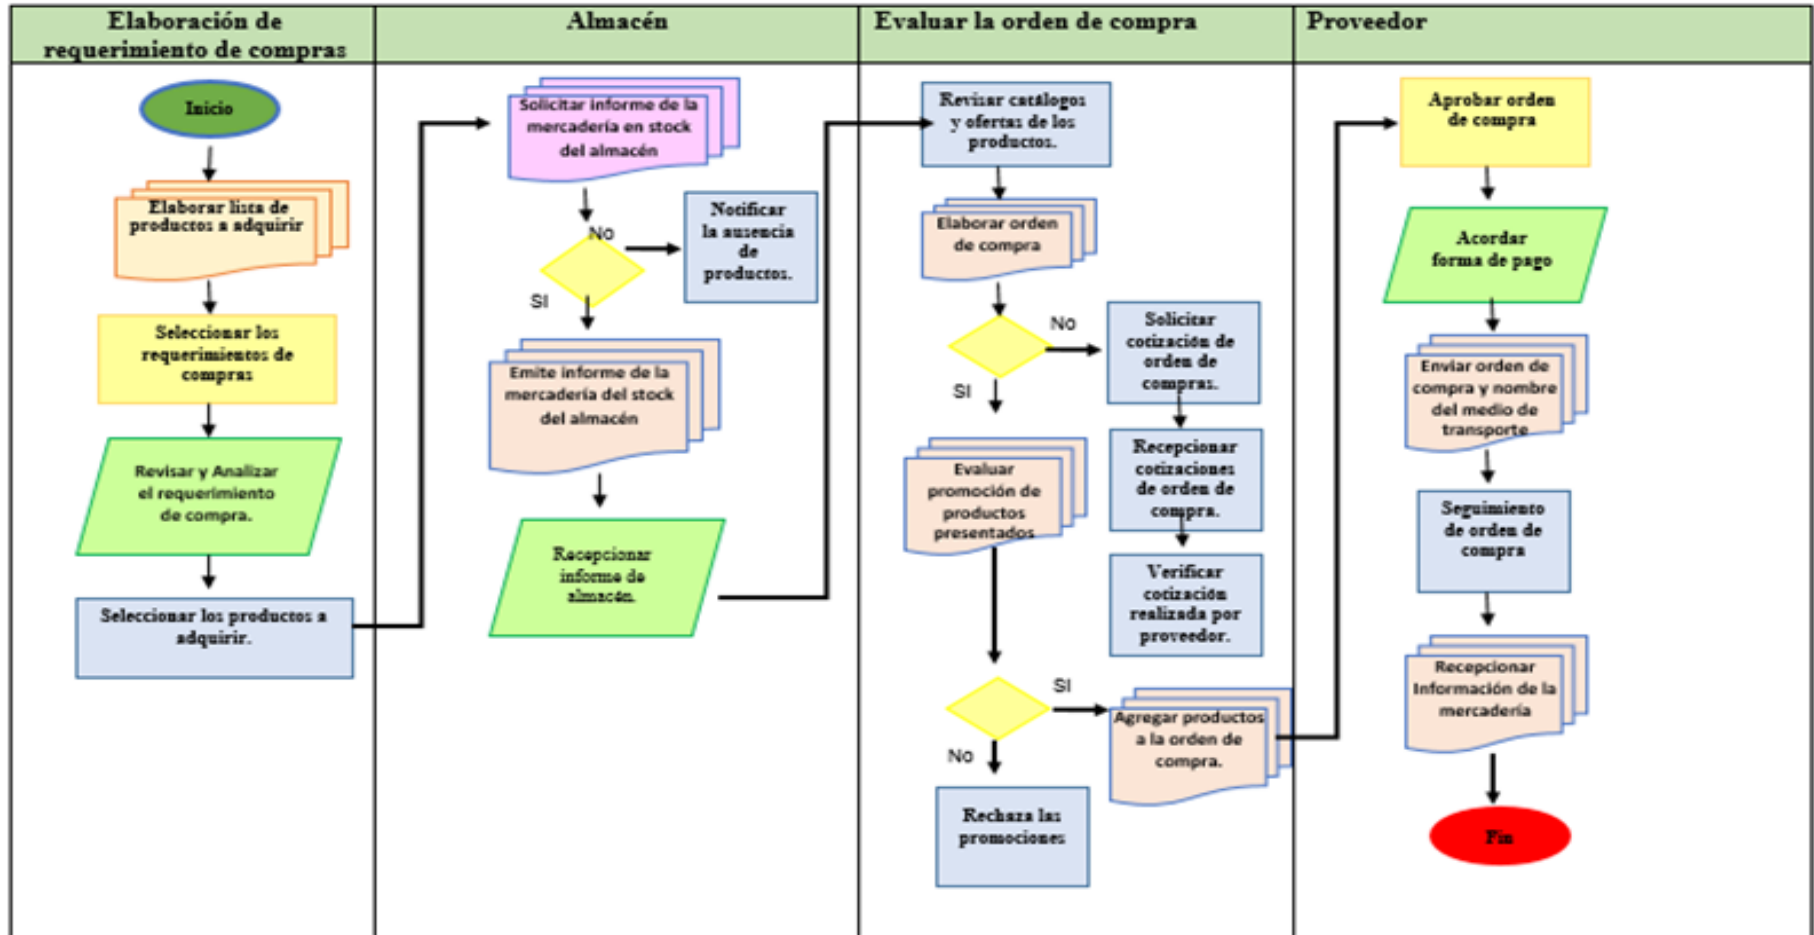 Elaboración de
requerimiento de compras
Almacén
Evaluar la orden de compra
Proveedor
Inicio
Elaborar lista de
productos a adquirir
Seleccionar los
requerimientos de
compras
Revisar y Analizar
el requerimiento
de compra.
Seleccionar los productos a
adquirir.
Solicitar informe de la
mercadería en stock
del almacén
No
Notificar
la ausencia
de
productos.
SI
Emite informe de la
mercadería del stock
del almacén
Recepcionar
informe de
almacén.
Revisar catálogos
y ofertas de los
productos.
Elaborar orden
de compra
No
Solicitar
cotización de
orden de
compras.
SI
Recepcionar
cotizaciones
de orden de
compra.
Evaluar
promoción de
productos
presentados
Verificar
cotización
realizada por
proveedor.
SI
Agregar productos
a la orden de
compra.
No
Rechaza las
promociones
Aprobar orden
de compra
Acordar
forma de pago
Enviar orden de
compra y nombre
del medio de
transporte
Seguimiento
de orden de
compra
Recepcionar
Información de la
mercadería
Fin